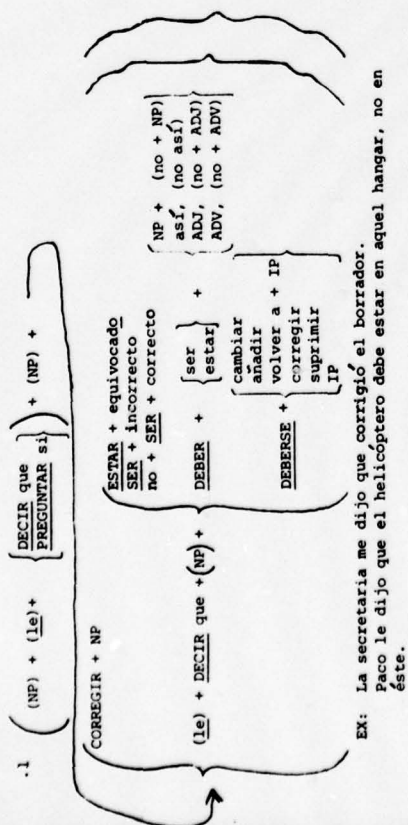 .1 (NP) + (le)+ DECIR que + (NP) +
PREGUNTAR si
CORREGIR + NP
ESTAR + equivocado
SER + incorrecto
no + SER + correcto
(le) + DECIR que +(NP) +
DEBER +
ser
estar
+
NP + (no + NP)
así, (no así)
ADJ, (no + ADJ)
ADV, (no + ADV)
DEBERSE +
cambiar
añadir
volver a + IP
corregir
suprimir
IP
EX: La secretaria me dijo que corrigió el borrador.
Paco le dijo que el helicóptero debe estar en aquel hangar, no en
éste.